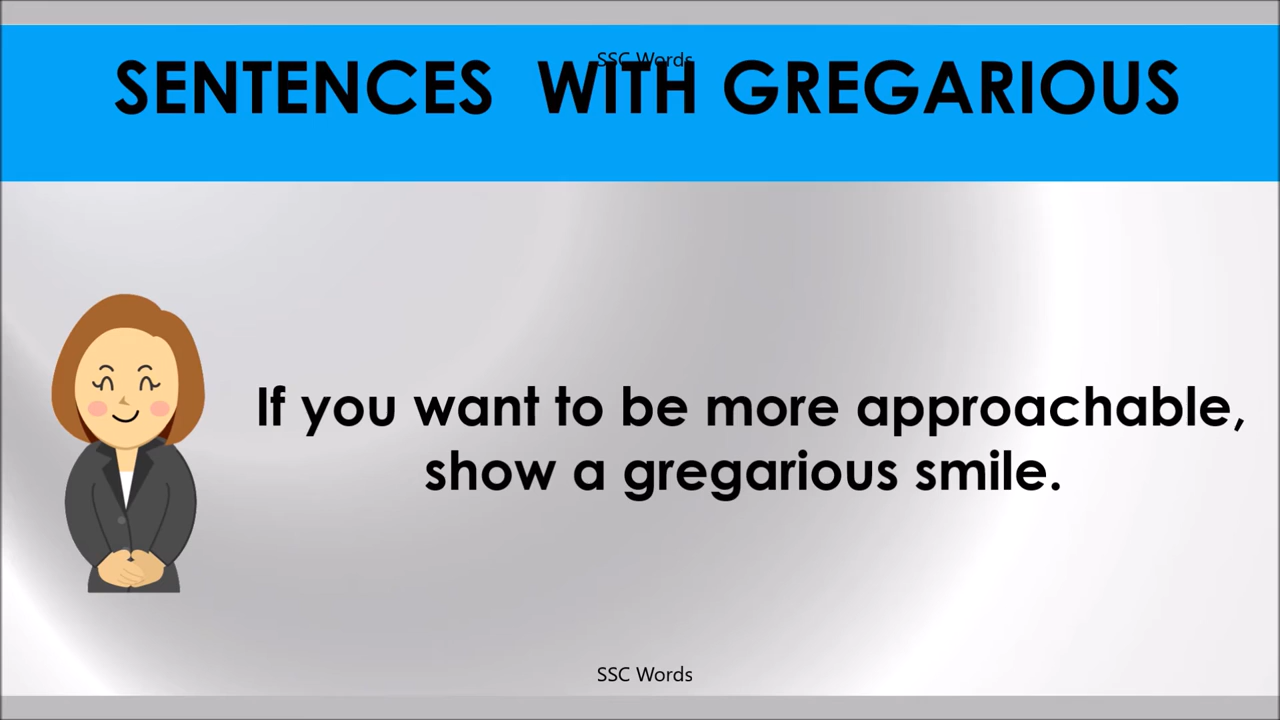 SSC Words
SENTENCES WITH GREGARIOUS
If you want to be more approachable,
show a gregarious smile.
SSC Words